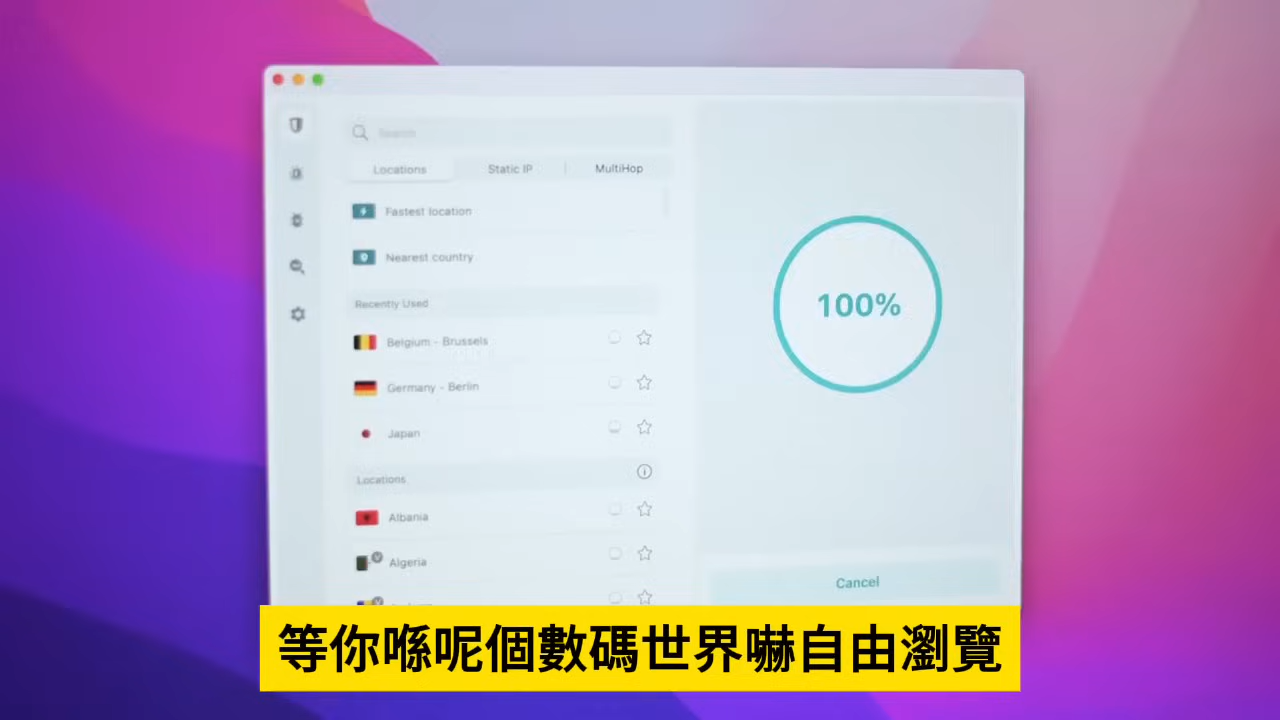 Search
Locations
Static IP
MultiHop
Fastest location
Nearest country
Recently Used
Belgium - Brussels
Germany - Berlin
Japan
Locations
Albania
Algeria
100%
Cancel
等你喺呢個數碼世界嚇自由瀏覽